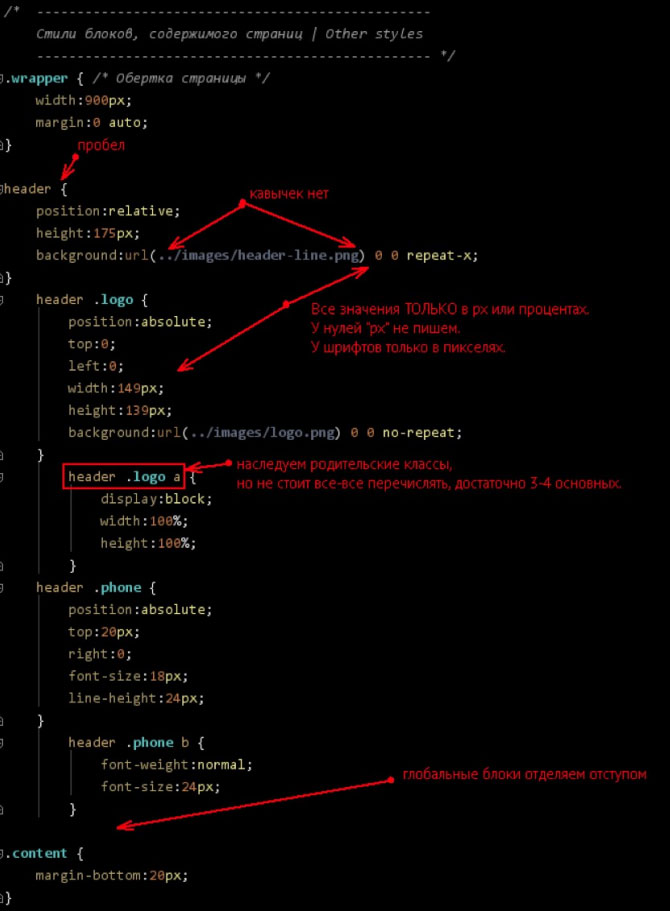 /* -------------------------------------------------
Стили блоков, содержимого страниц | Other styles
------------------------------------------------- */
.wrapper { /* Обертка страницы */
width:900px;
margin:0 auto;
}
пробел
header {
кавычек нет
position:relative;
height:175px;
background:url(../images/header-line.png) 0 0 repeat-x;
}
header .logo {
Все значения ТОЛЬКО в px или процентах.
position:absolute;
У нулей "px" не пишем.
top:0;
У шрифтов только в пикселях.
left:0;
width:149px;
height:139px;
background:url(../images/logo.png) 0 0 no-repeat;
}
наследуем родительские классы,
header .logo a {
но не стоит все-все перечислять, достаточно 3-4 основных.
display:block;
width:100%;
height:100%;
}
header .phone {
position:absolute;
top:20px;
right:0;
font-size:18px;
line-height:24px;
}
header .phone b {
font-weight:normal;
глобальные блоки отделяем отступом
font-size:24px;
}
.content {
margin-bottom:20px;
}